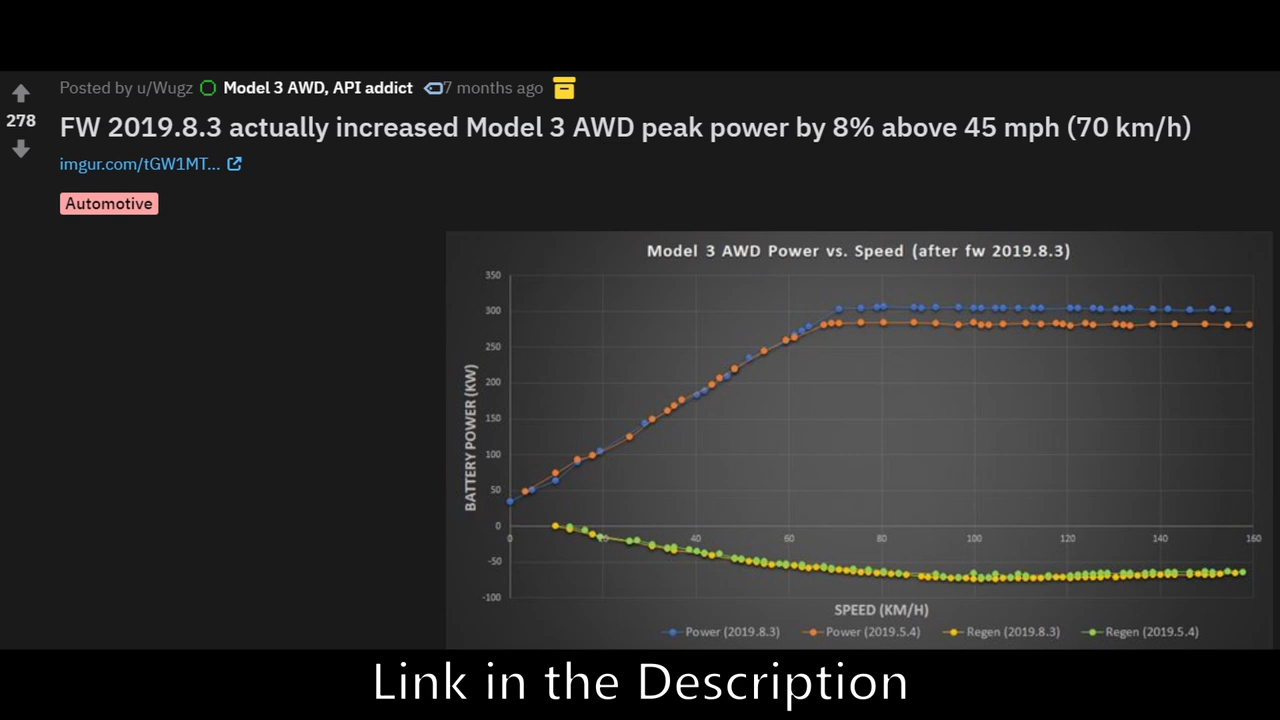 Posted by u/Wugz Model 3 AWD, API addict 7 months ago
278
FW 2019.8.3 actually increased Model 3 AWD peak power by 8% above 45 mph (70 km/h)
imgur.com/tGW1MT...
Automotive
Model 3 AWD Power vs. Speed (after fw 2019.8.3)
350
300
250
200
150
100
50
0
-50
-100
BATTERY POWER (KW)
0 20 40 60 80 100 120 140 160
SPEED (KM/H)
Power (2019.8.3) Power (2019.5.4) Regen (2019.8.3) Regen (2019.5.4)
Link in the Description